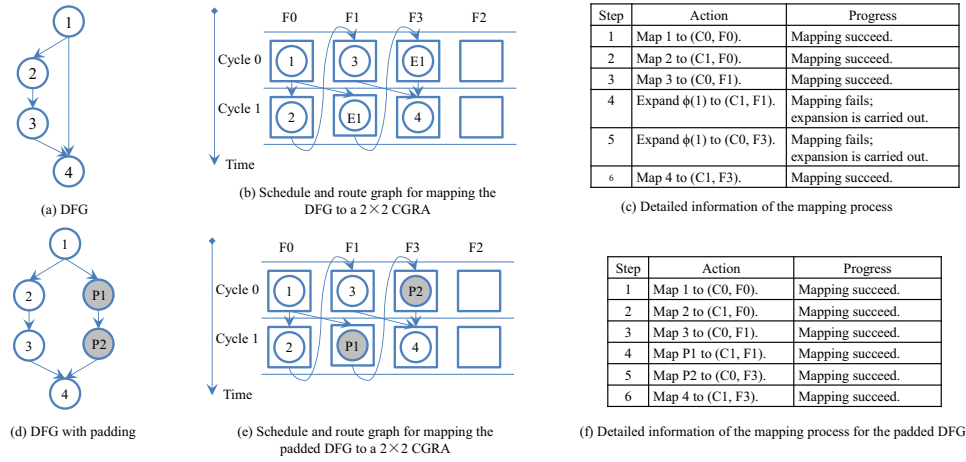 1
2
3
4
(a) DFG
F0 F1 F3 F2
Cycle 0
1 3 E1
Cycle 1
2 E1 4
Time
(b) Schedule and route graph for mapping the
DFG to a 2×2 CGRA
Step Action Progress
1 Map 1 to (C0, F0). Mapping succeed.
2 Map 2 to (C1, F0). Mapping succeed.
3 Map 3 to (C0, F1). Mapping succeed.
4 Expand ϕ(1) to (C1, F1). Mapping fails;
expansion is carried out.
5 Expand ϕ(1) to (C0, F3). Mapping fails;
expansion is carried out.
6 Map 4 to (C1, F3). Mapping succeed.
(c) Detailed information of the mapping process
1
2 P1
3 P2
4
(d) DFG with padding
F0 F1 F3 F2
Cycle 0
1 3 P2
Cycle 1
2 P1 4
Time
(e) Schedule and route graph for mapping the
padded DFG to a 2×2 CGRA
Step Action Progress
1 Map 1 to (C0, F0). Mapping succeed.
2 Map 2 to (C1, F0). Mapping succeed.
3 Map 3 to (C0, F1). Mapping succeed.
4 Map P1 to (C1, F1). Mapping succeed.
5 Map P2 to (C0, F3). Mapping succeed.
6 Map 4 to (C1, F3). Mapping succeed.
(f) Detailed information of the mapping process for the padded DFG